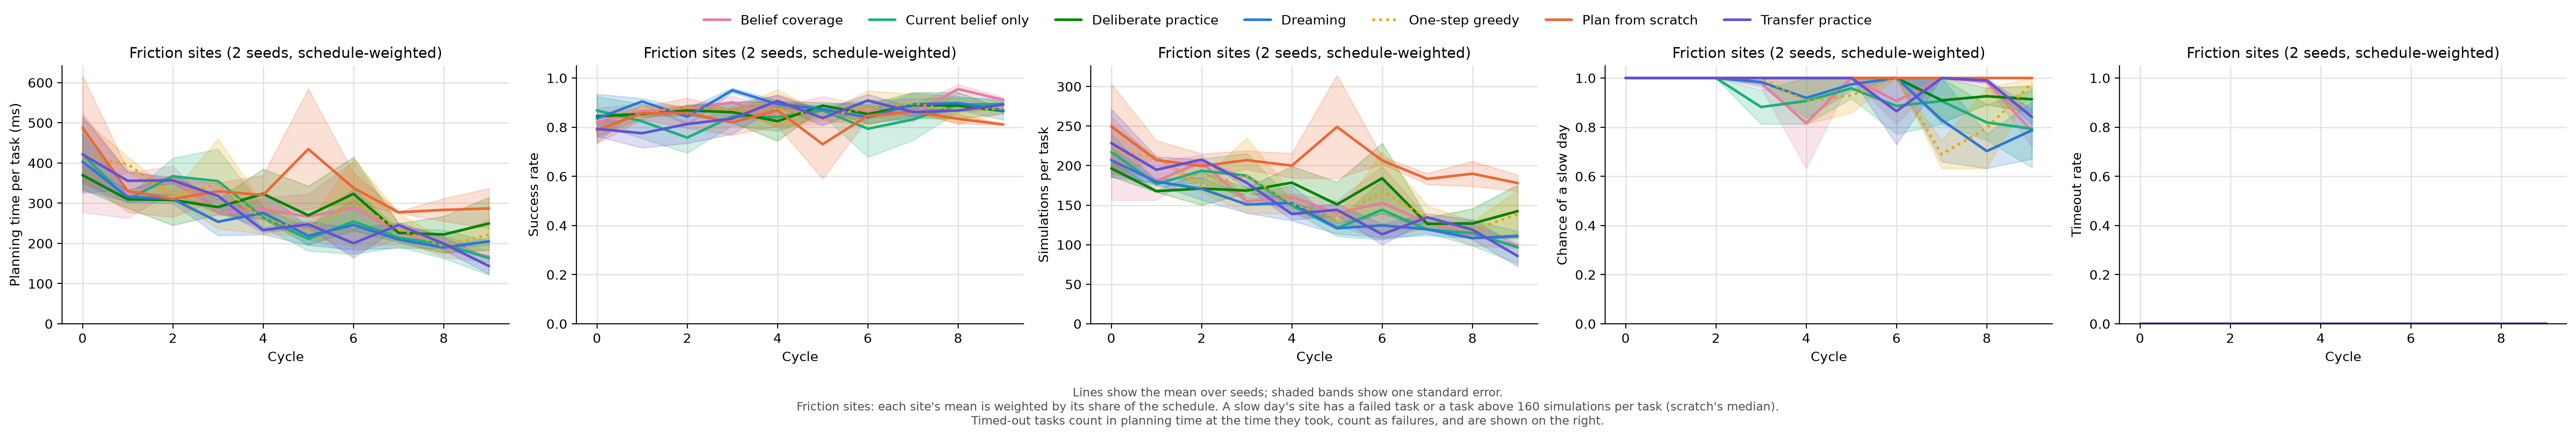 Belief coverage Current belief only Deliberate practice Dreaming One-step greedy Plan from scratch Transfer practice
Friction sites (2 seeds, schedule-weighted)
Planning time per task (ms)
600
500
400
300
200
100
0
0 2 4 6 8
Cycle
Friction sites (2 seeds, schedule-weighted)
Success rate
1.0
0.8
0.6
0.4
0.2
0.0
0 2 4 6 8
Cycle
Friction sites (2 seeds, schedule-weighted)
Simulations per task
300
250
200
150
100
50
0
0 2 4 6 8
Cycle
Friction sites (2 seeds, schedule-weighted)
Chance of a slow day
1.0
0.8
0.6
0.4
0.2
0.0
0 2 4 6 8
Cycle
Friction sites (2 seeds, schedule-weighted)
Timeout rate
1.0
0.8
0.6
0.4
0.2
0.0
0 2 4 6 8
Cycle
Lines show the mean over seeds; shaded bands show one standard error.
Friction sites: each site's mean is weighted by its share of the schedule. A slow day's site has a failed task or a task above 160 simulations per task (scratch's median).
Timed-out tasks count in planning time at the time they took, count as failures, and are shown on the right.